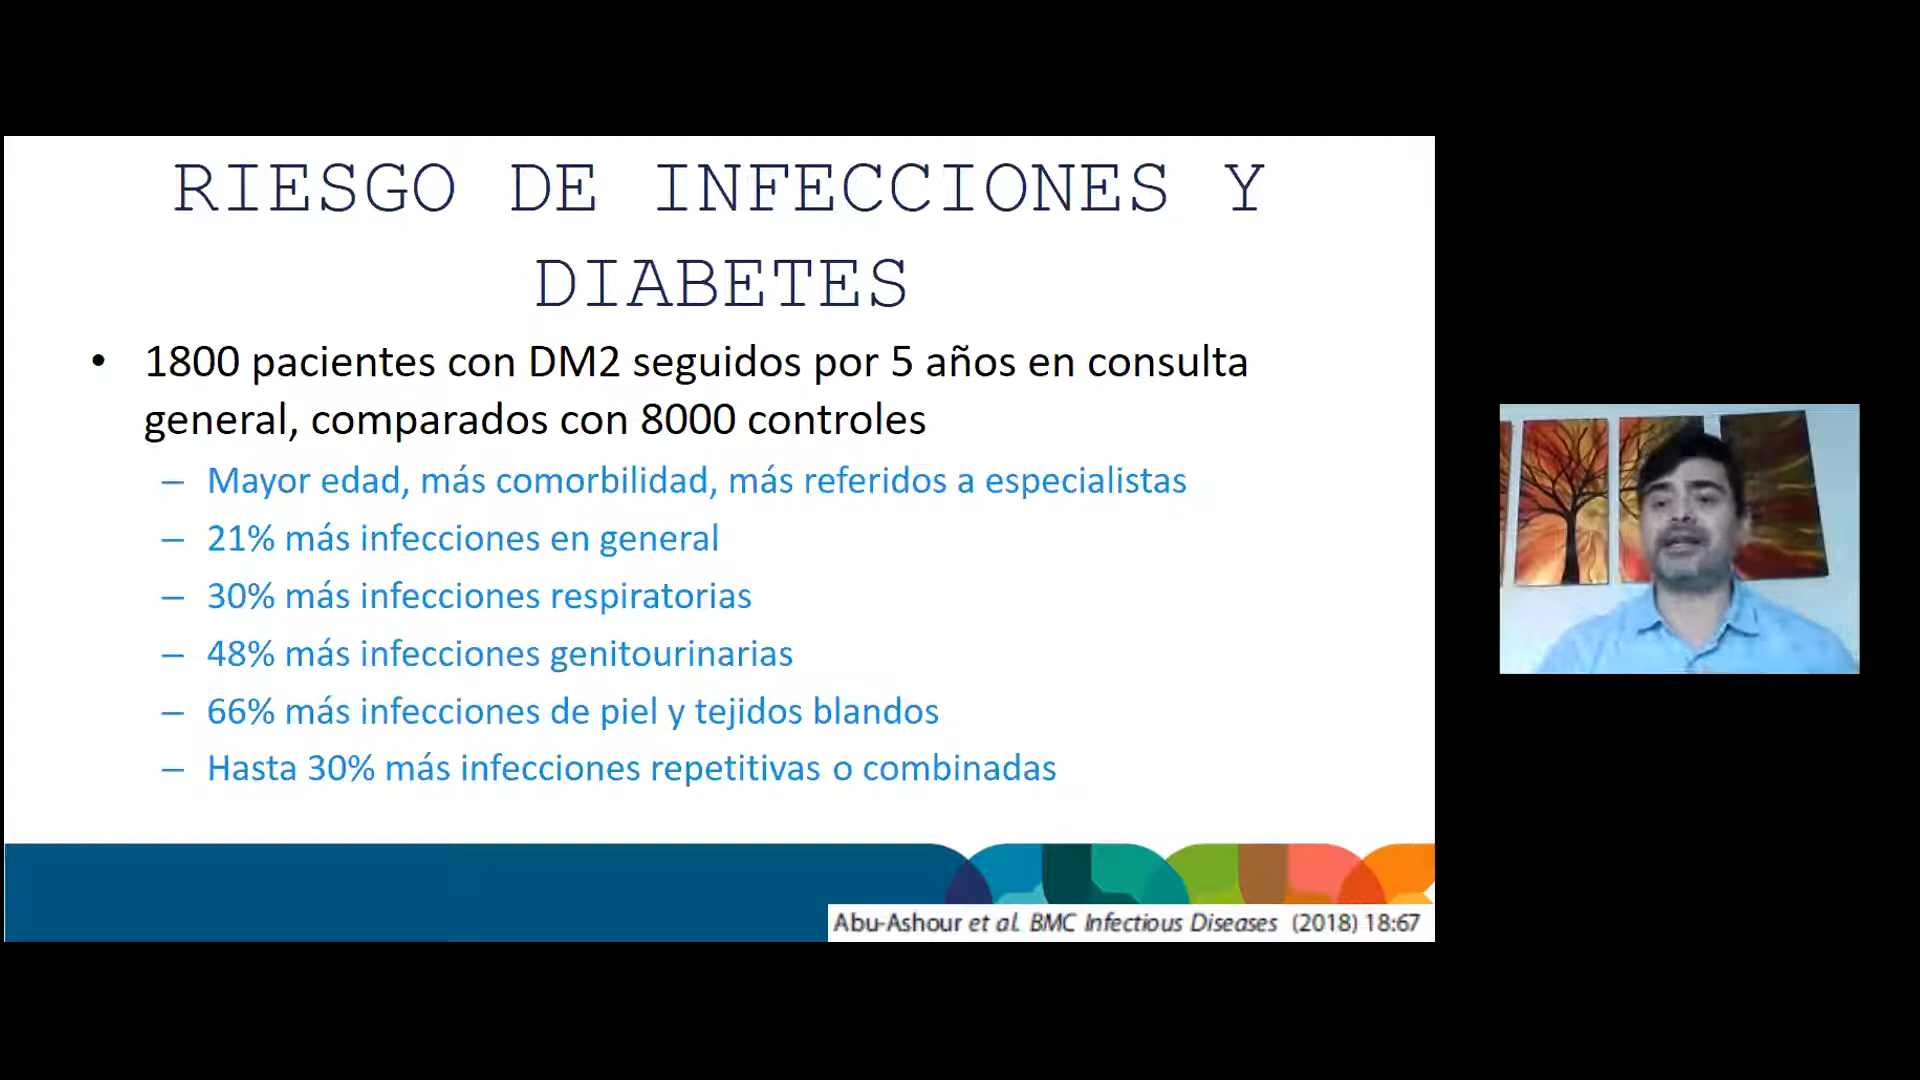 RIESGO DE INFECCIONES Y
DIABETES
• 1800 pacientes con DM2 seguidos por 5 años en consulta
general, comparados con 8000 controles
– Mayor edad, más comorbilidad, más referidos a especialistas
– 21% más infecciones en general
– 30% más infecciones respiratorias
– 48% más infecciones genitourinarias
– 66% más infecciones de piel y tejidos blandos
– Hasta 30% más infecciones repetitivas o combinadas
Abu-Ashour et al. BMC Infectious Diseases (2018) 18:67